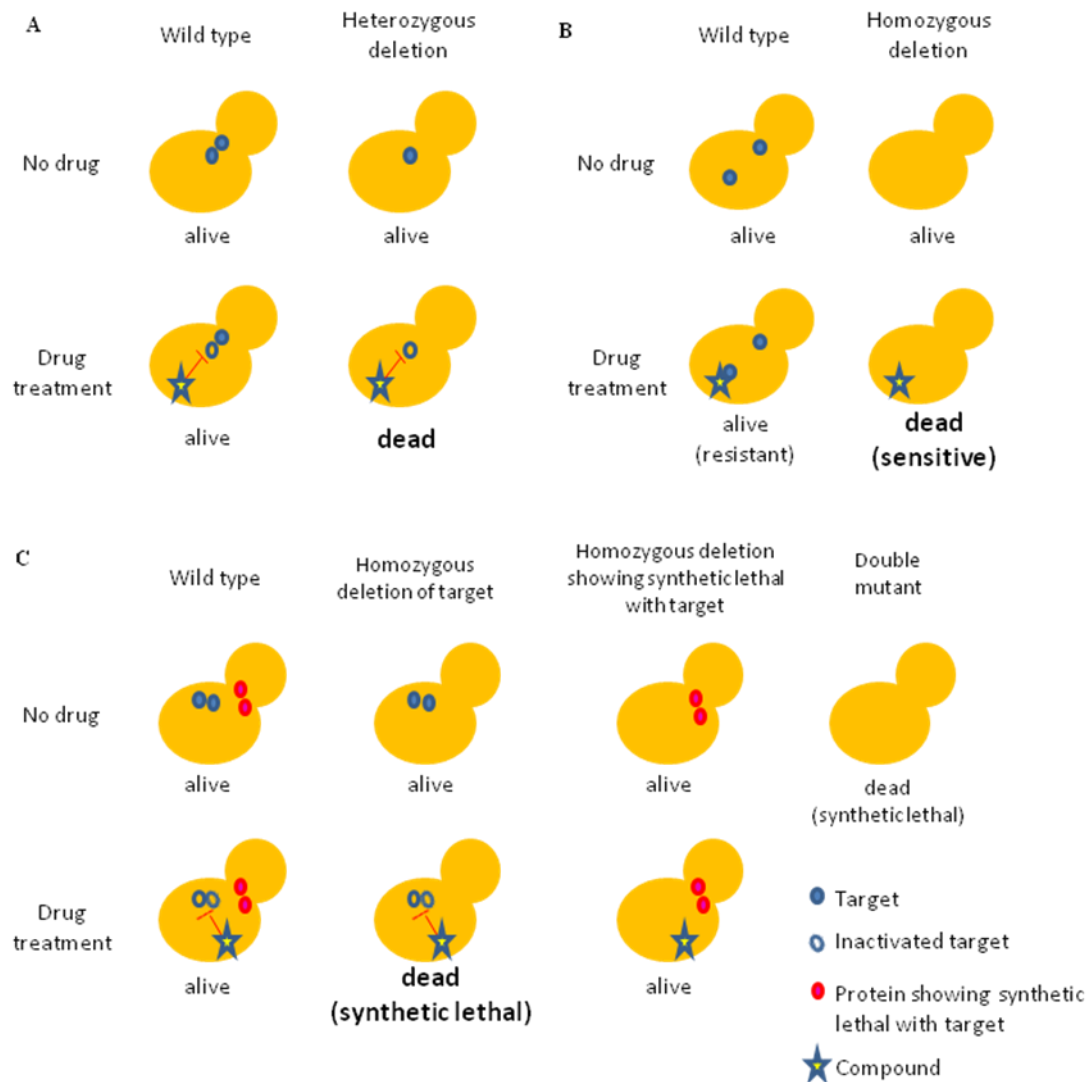 A
Wild type
Heterozygous
deletion
No drug
alive
alive
Drug
treatment
alive
dead
B
Wild type
Homozygous
deletion
No drug
alive
alive
Drug
treatment
alive
(resistant)
dead
(sensitive)
C
Wild type
Homozygous
deletion of target
Homozygous deletion
showing synthetic lethal
with target
Double
mutant
No drug
alive
alive
alive
dead
(synthetic lethal)
Drug
treatment
alive
dead
(synthetic lethal)
alive
Target
Inactivated target
Protein showing synthetic
lethal with target
Compound